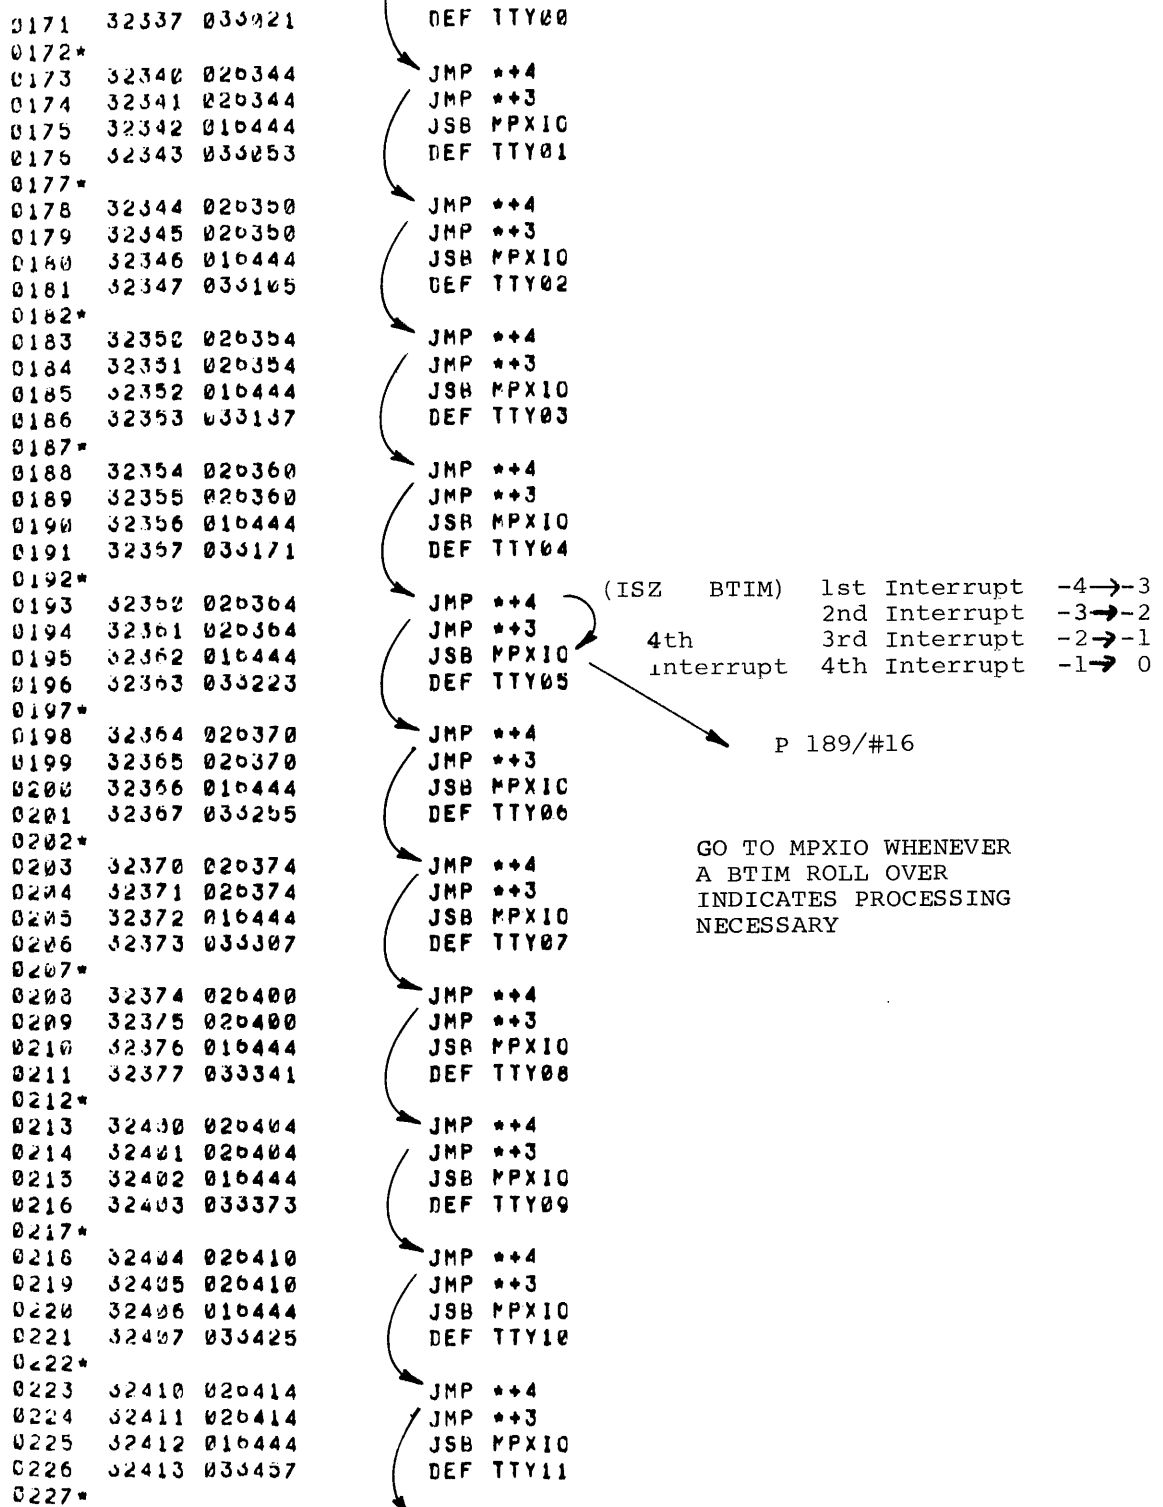 0171 32337 033021 DEF TTY00
0172*
0173 32340 026344 JMP *+4
0174 32341 026344 JMP *+3
0175 32342 016444 JSB MPXIO
0176 32343 033053 DEF TTY01
0177*
0178 32344 026350 JMP *+4
0179 32345 026350 JMP *+3
0180 32346 016444 JSB MPXIO
0181 32347 033105 DEF TTY02
0182*
0183 32350 026354 JMP *+4
0184 32351 026354 JMP *+3
0185 32352 016444 JSB MPXIO
0186 32353 033137 DEF TTY03
0187*
0188 32354 026360 JMP *+4
0189 32355 026360 JMP *+3
0190 32356 016444 JSB MPXIO
0191 32357 033171 DEF TTY04
0192*
0193 32360 026364 JMP *+4 (ISZ BTIM) 1st Interrupt -4→-3
2nd Interrupt -3→-2
0194 32361 026364 JMP *+3 4th 3rd Interrupt -2→-1
0195 32362 016444 JSB MPXIO Interrupt 4th Interrupt -1→ 0
0196 32363 033223 DEF TTY05
0197*
0198 32364 026370 JMP *+4 P 189/#16
0199 32365 026370 JMP *+3
0200 32366 016444 JSB MPXIO
0201 32367 033255 DEF TTY06
0202*
GO TO MPXIO WHENEVER
0203 32370 026374 JMP *+4 A BTIM ROLL OVER
0204 32371 026374 JMP *+3 INDICATES PROCESSING
0205 32372 016444 JSB MPXIO NECESSARY
0206 32373 033307 DEF TTY07
0207*
0208 32374 026400 JMP *+4
0209 32375 026400 JMP *+3
0210 32376 016444 JSB MPXIO
0211 32377 033341 DEF TTY08
0212*
0213 32400 026404 JMP *+4
0214 32401 026404 JMP *+3
0215 32402 016444 JSB MPXIO
0216 32403 033373 DEF TTY09
0217*
0218 32404 026410 JMP *+4
0219 32405 026410 JMP *+3
0220 32406 016444 JSB MPXIO
0221 32407 033425 DEF TTY10
0222*
0223 32410 026414 JMP *+4
0224 32411 026414 JMP *+3
0225 32412 016444 JSB MPXIO
0226 32413 033457 DEF TTY11
0227*